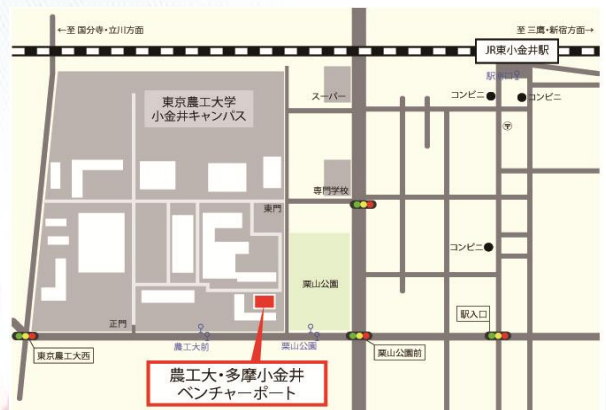 ←至 国分寺・立川方面
至 三鷹・新宿方面→
JR東小金井駅
東京農工大学
小金井キャンパス
スーパー
コンビニ
コンビニ
専門学校
東門
コンビニ
栗山公園
正門
駅入口
東京農工大西
農工大前
栗山公園
栗山公園前
農工大・多摩小金井
ベンチャーポート